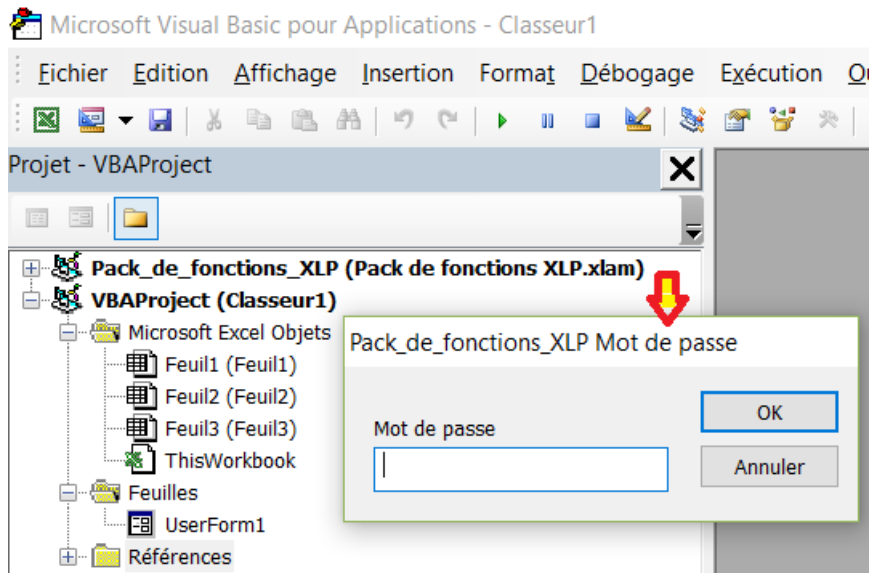 Microsoft Visual Basic pour Applications - Classeur1
Fichier Edition Affichage Insertion Format Débogage Exécution
Projet - VBAProject
Pack_de_fonctions_XLP (Pack de fonctions XLP.xlam)
VBAProject (Classeur1)
Microsoft Excel Objets
Feuil1 (Feuil1)
Feuil2 (Feuil2)
Feuil3 (Feuil3)
ThisWorkbook
Feuilles
UserForm1
Références
Pack_de_fonctions_XLP Mot de passe
Mot de passe
OK
Annuler